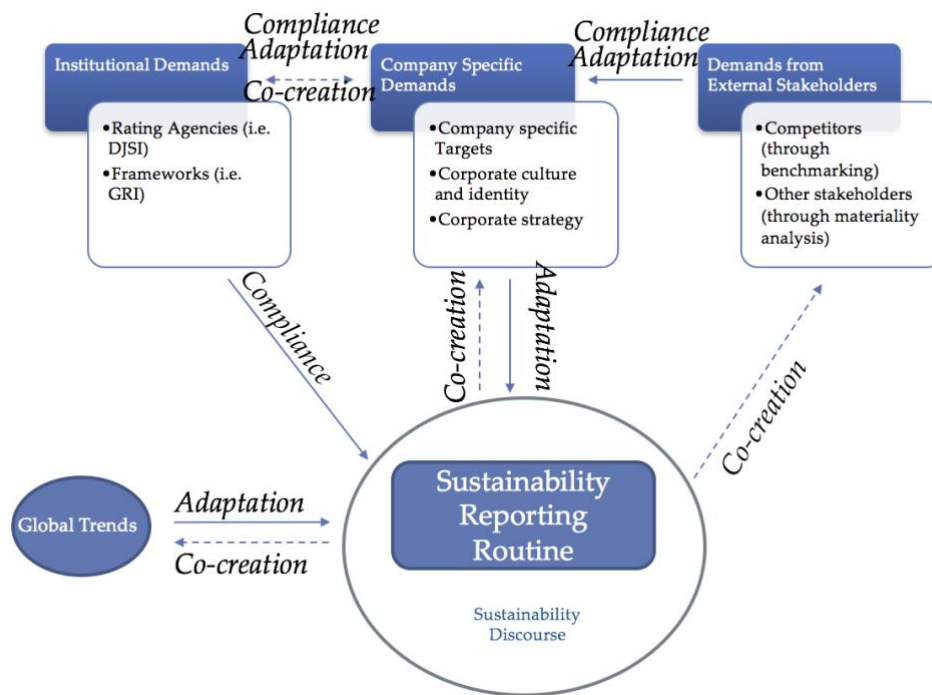 Compliance
Adaptation
Co-creation
Compliance
Adaptation
Institutional Demands
•Rating Agencies (i.e.
DJSI)
•Frameworks (i.e.
GRI)
Company Specific
Demands
•Company specific
Targets
•Corporate culture
and identity
•Corporate strategy
Demands from
External Stakeholders
•Competitors
(through
benchmarking)
•Other stakeholders
(through materiality
analysis)
Compliance
Co-creation
Adaptation
Co-creation
Global Trends
Adaptation
Co-creation
Sustainability
Reporting
Routine
Sustainability
Discourse